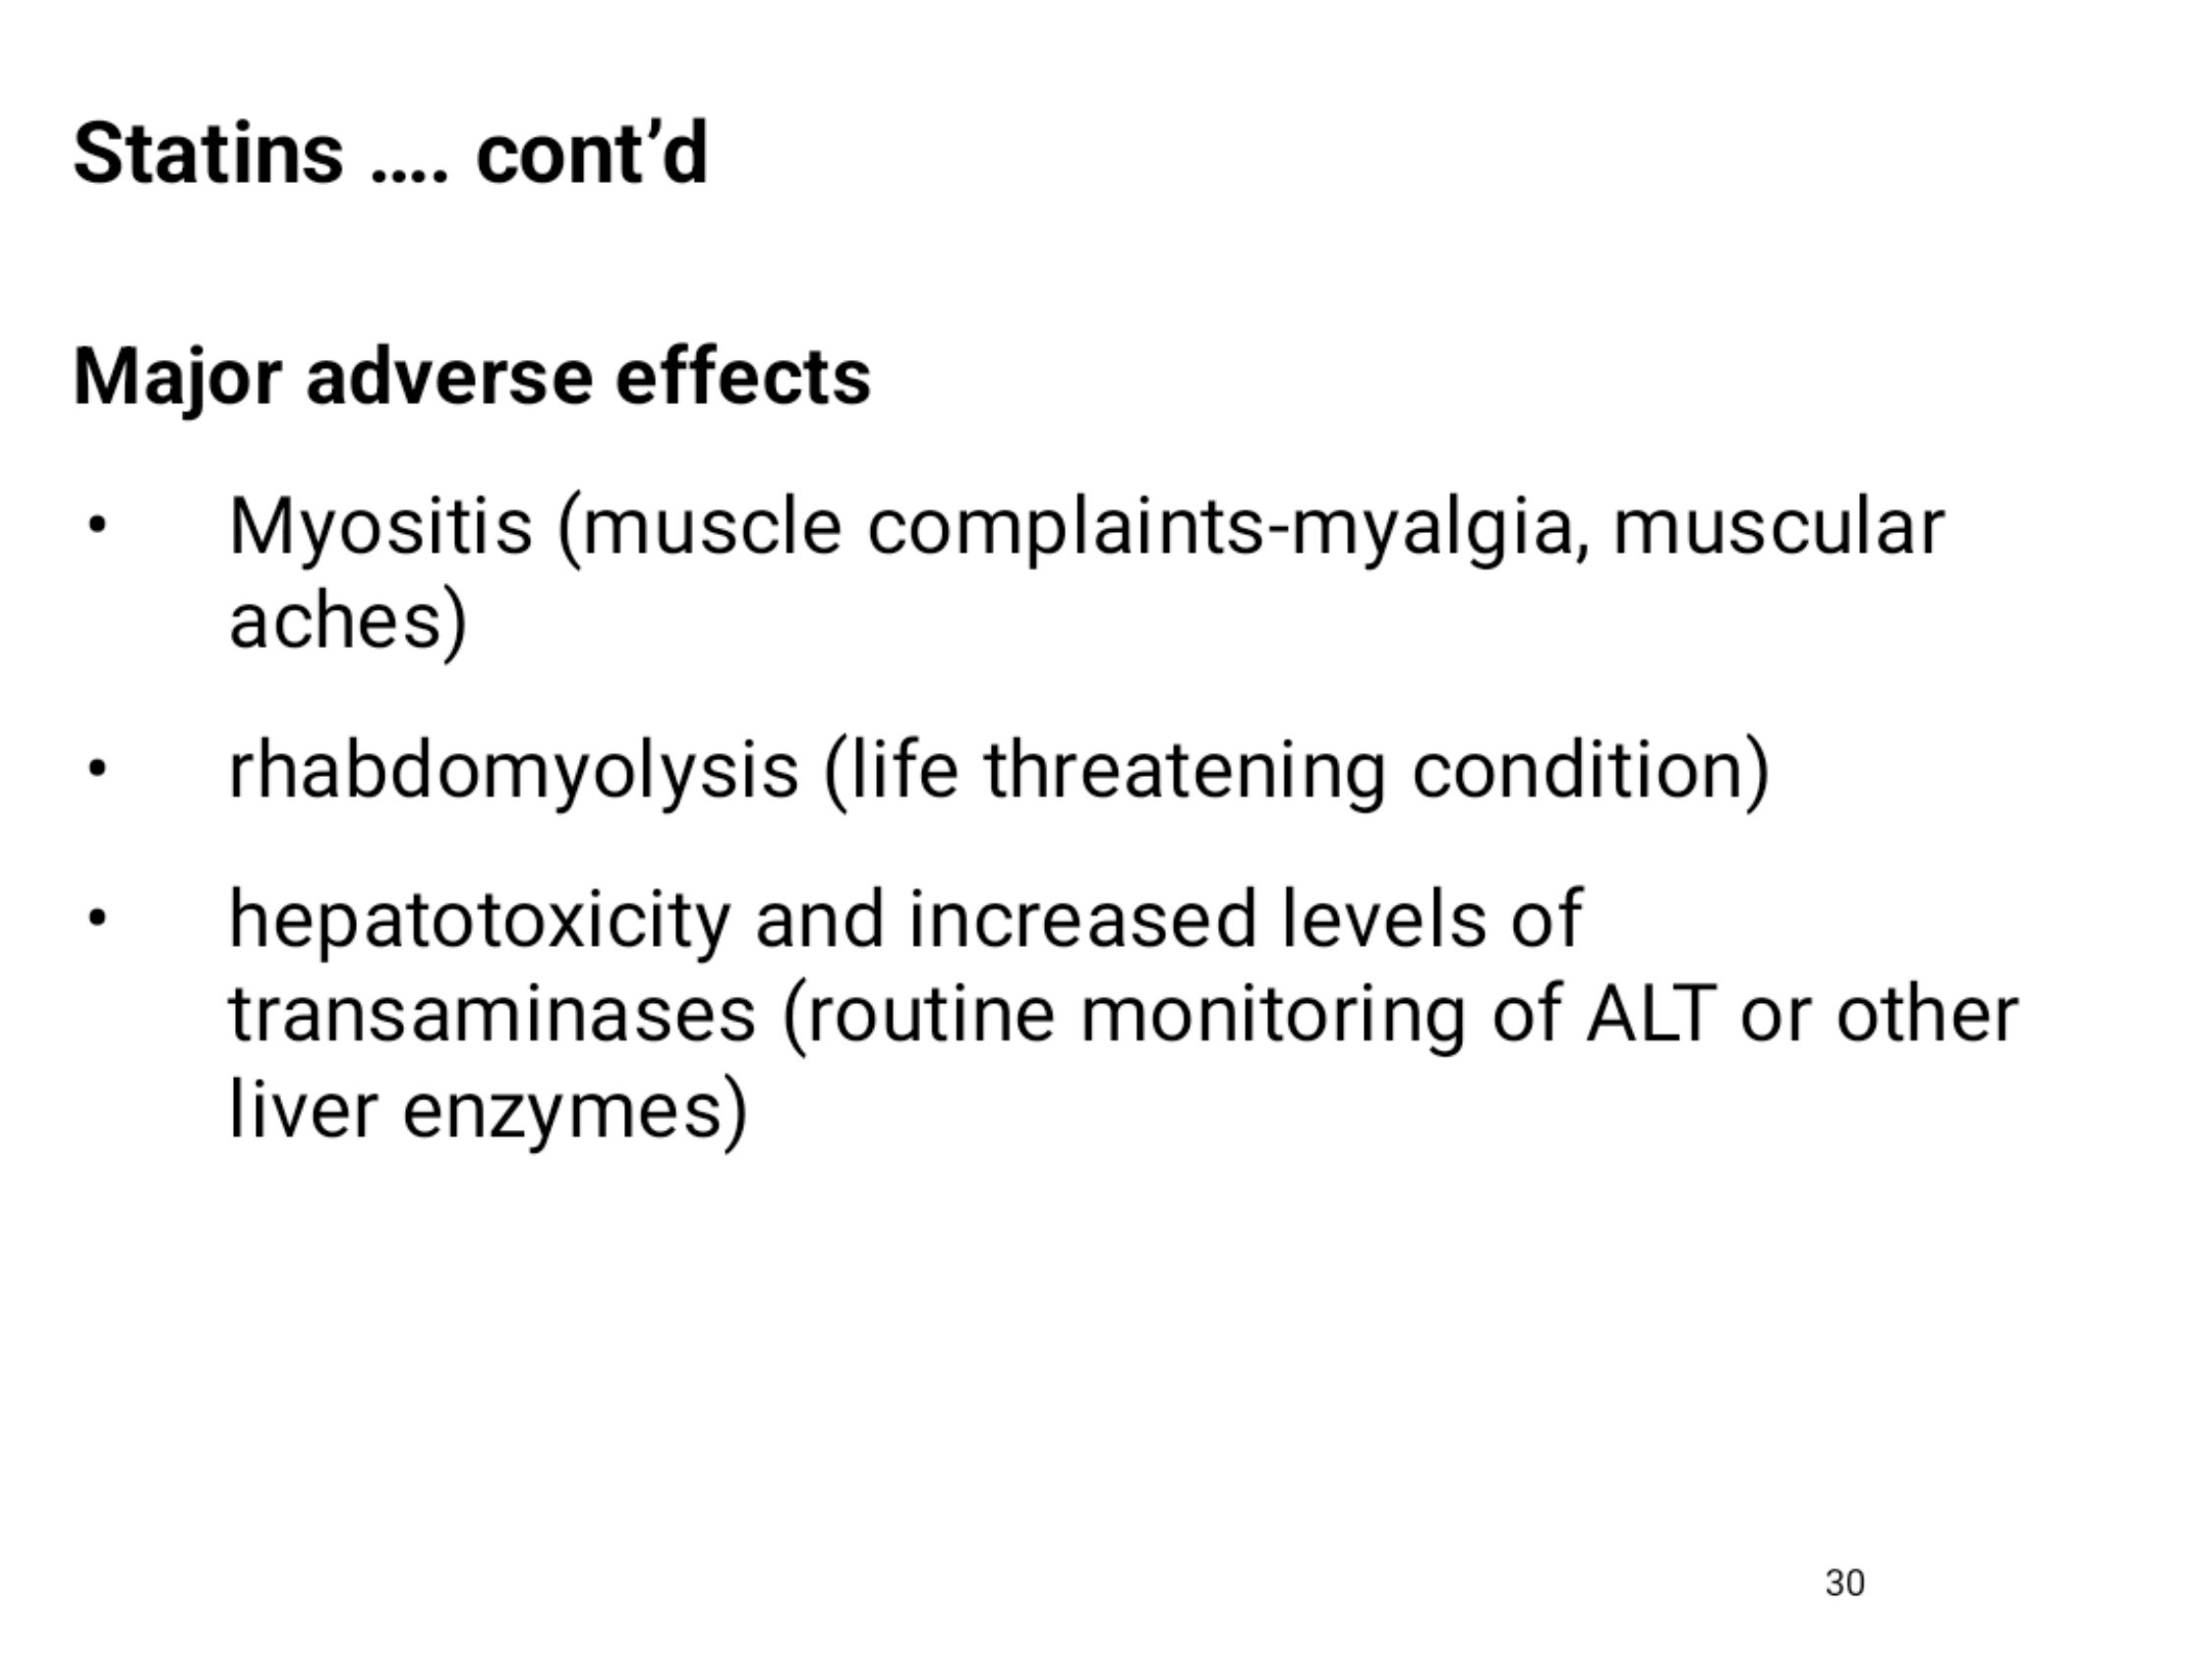 Statins .... cont’d
Major adverse effects
• Myositis (muscle complaints-myalgia, muscular
aches)
• rhabdomyolysis (life threatening condition)
• hepatotoxicity and increased levels of
transaminases (routine monitoring of ALT or other
liver enzymes)
30